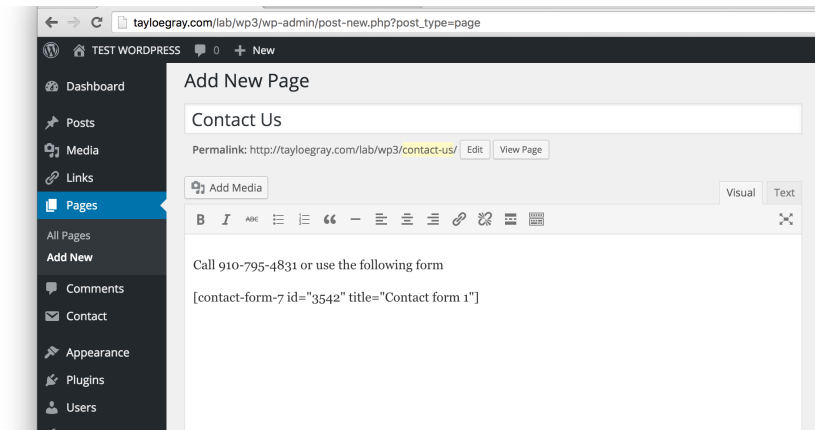 tayloegray.com/lab/wp3/wp-admin/post-new.php?post_type=page
TEST WORDPRESS 0 + New
Dashboard
Posts
Media
Links
Pages
All Pages
Add New
Comments
Contact
Appearance
Plugins
Users
Add New Page
Contact Us
Permalink: http://tayloegray.com/lab/wp3/contact-us/ Edit View Page
Add Media
Visual Text
B I ABC
Call 910-795-4831 or use the following form
[contact-form-7 id="3542" title="Contact form 1"]